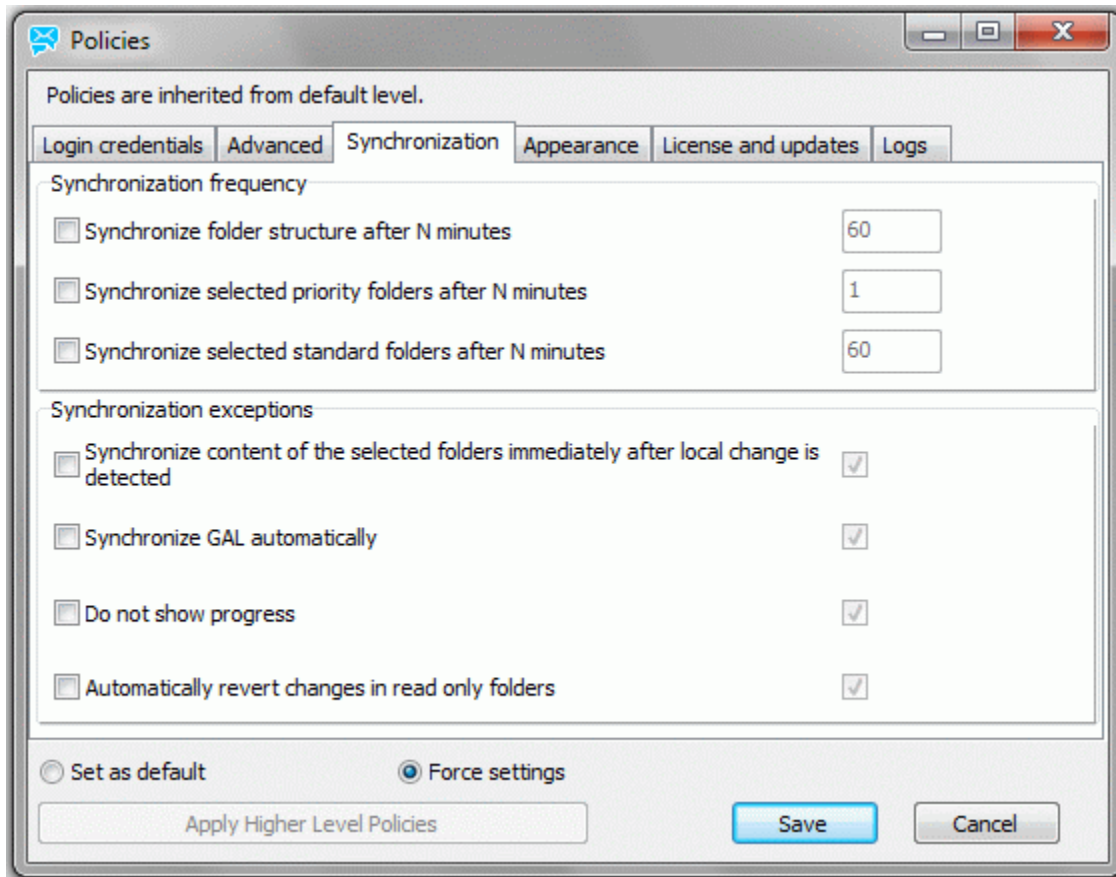 Policies
Policies are inherited from default level.
Login credentials Advanced Synchronization Appearance License and updates Logs
Synchronization frequency
Synchronize folder structure after N minutes 60
Synchronize selected priority folders after N minutes 1
Synchronize selected standard folders after N minutes 60
Synchronization exceptions
Synchronize content of the selected folders immediately after local change is
detected
Synchronize GAL automatically
Do not show progress
Automatically revert changes in read only folders
Set as default Force settings
Apply Higher Level Policies Save Cancel